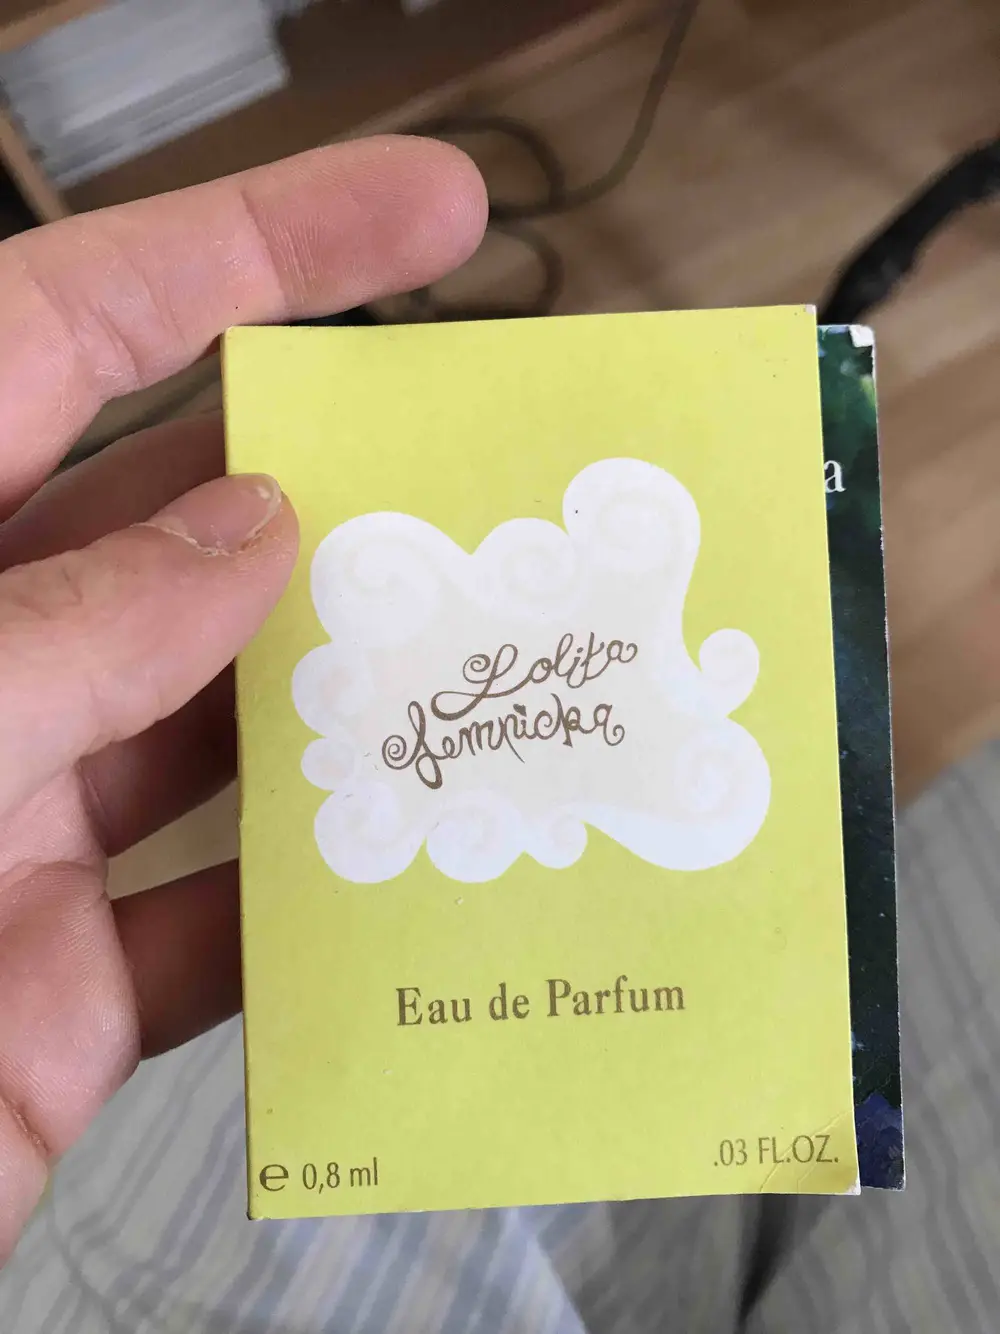 Lolita
Lempicka
Eau de Parfum
℮ 0,8 ml
.03 FL.OZ.
a